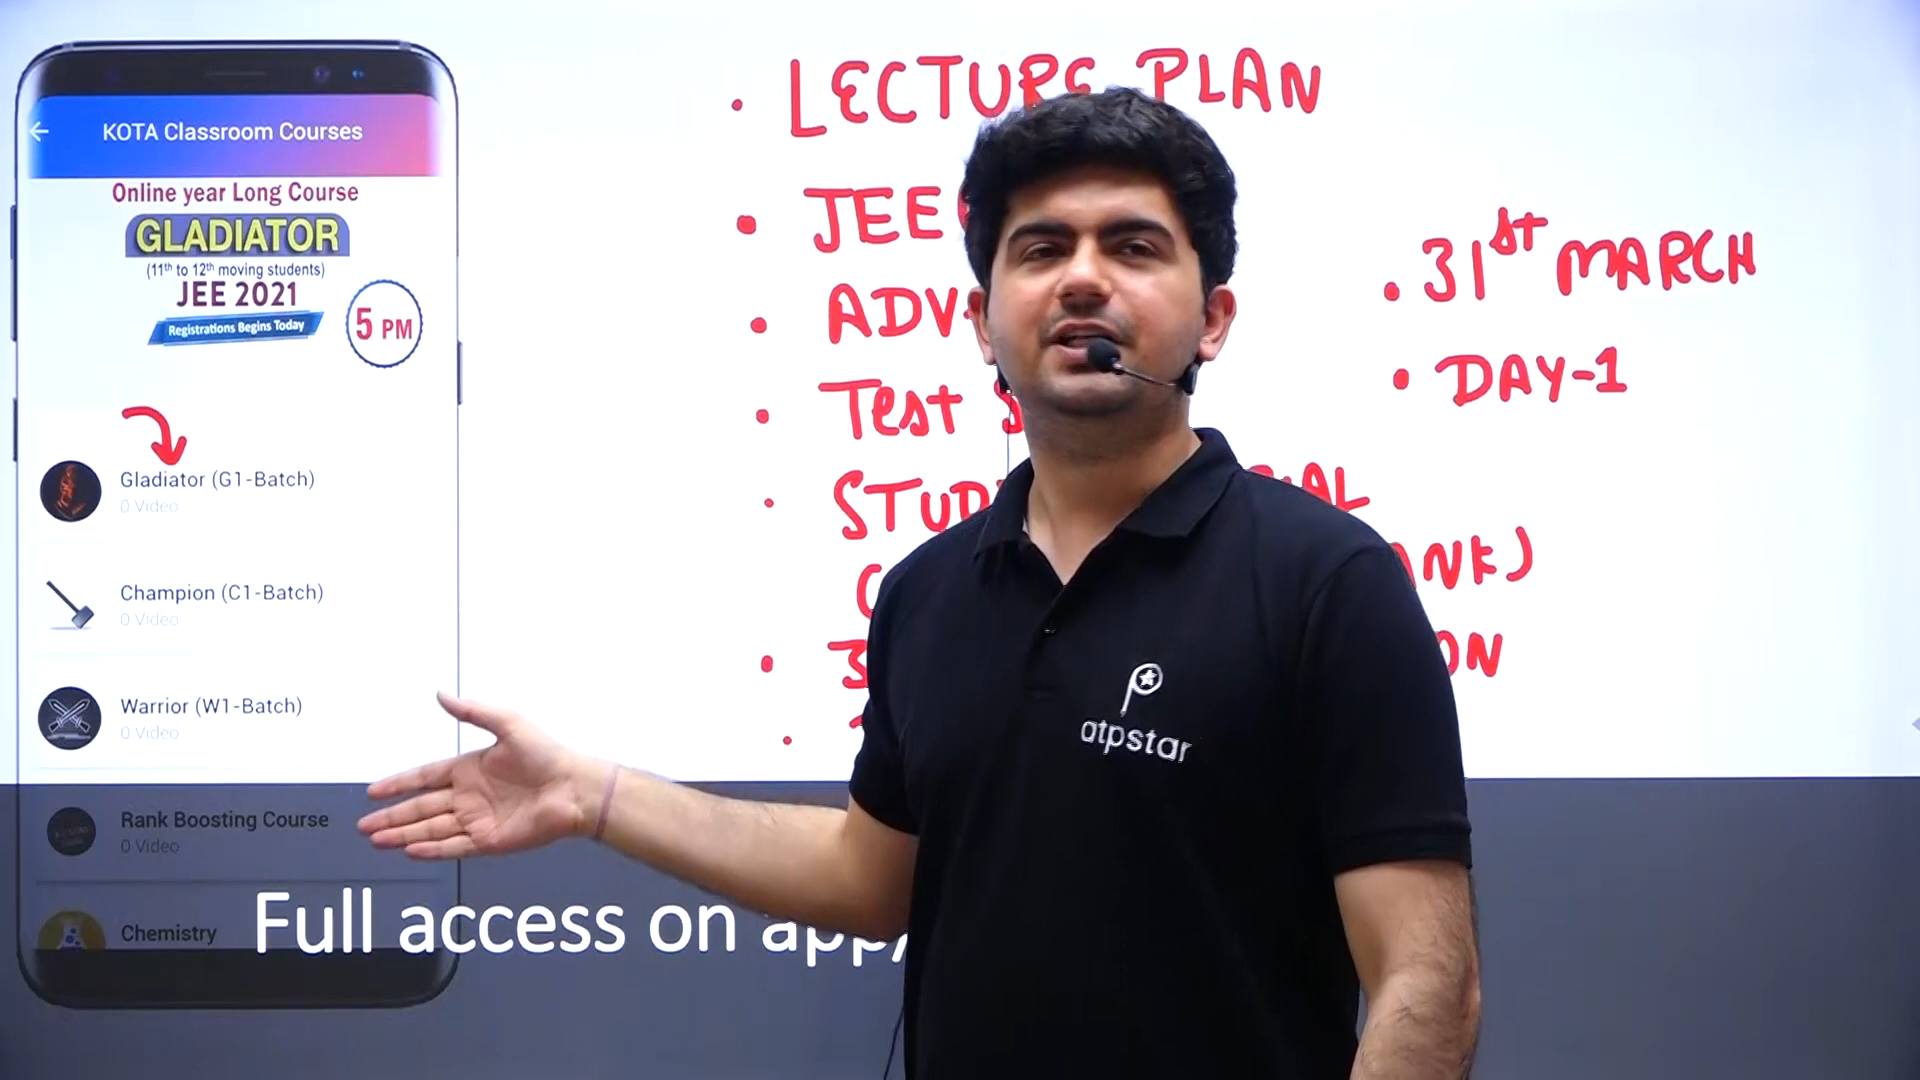 KOTA Classroom Courses
Online year Long Course
GLADIATOR
(11th to 12th moving students)
JEE 2021
Registrations Begins Today
5 PM
Gladiator (G1-Batch)
0 Video
Champion (C1-Batch)
0 Video
Warrior (W1-Batch)
0 Video
Rank Boosting Course
0 Video
Chemistry
Full access on app/
• LECTURE PLAN
• JEE
• ADV
• Test
•
• 31st MARCH
• DAY-1
atpstar